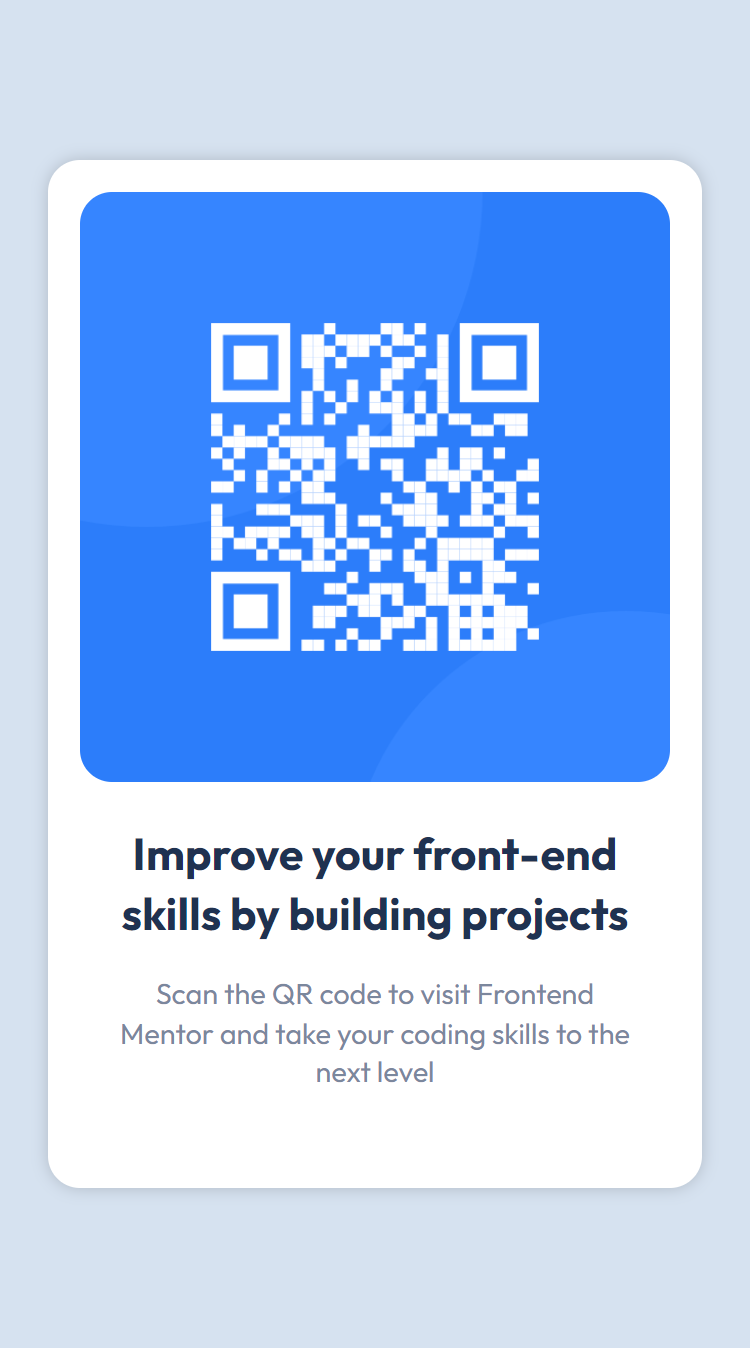 Improve your front-end
skills by building projects
Scan the QR code to visit Frontend
Mentor and take your coding skills to the
next level